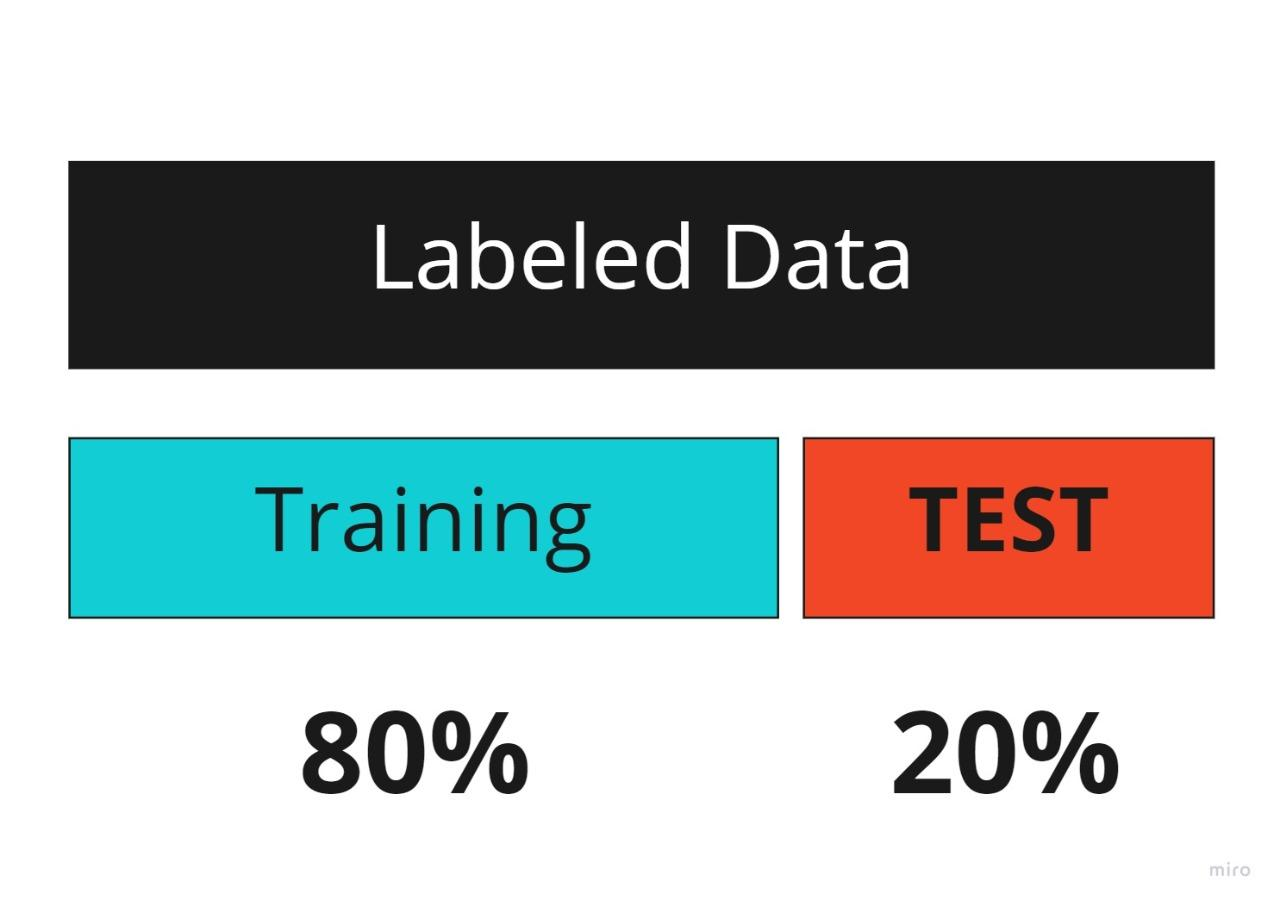 Labeled Data
Training
TEST
80%
20%
miro